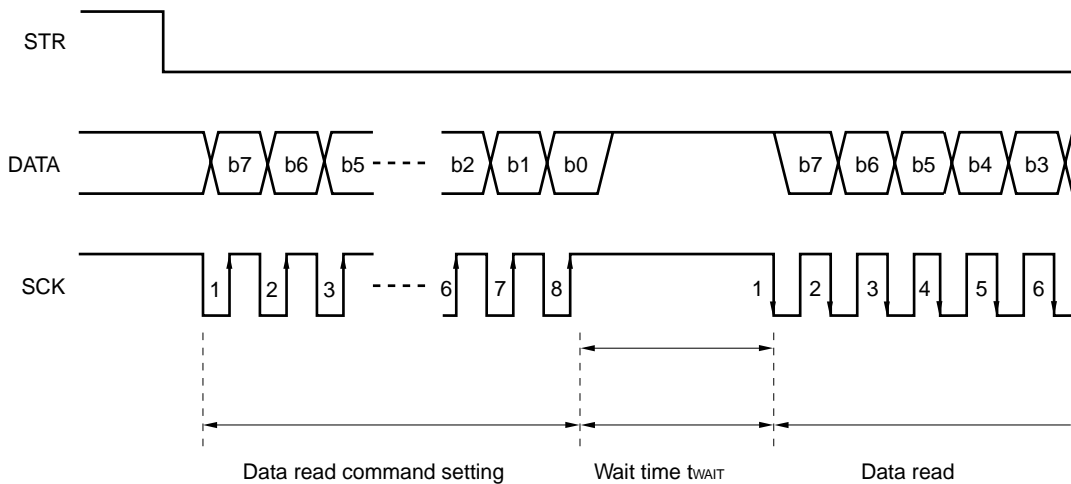 STR
DATA
b7 b6 b5 b2 b1 b0 b7 b6 b5 b4 b3
SCK
1 2 3 6 7 8 1 2 3 4 5 6
Data read command setting
Wait time tWAIT
Data read